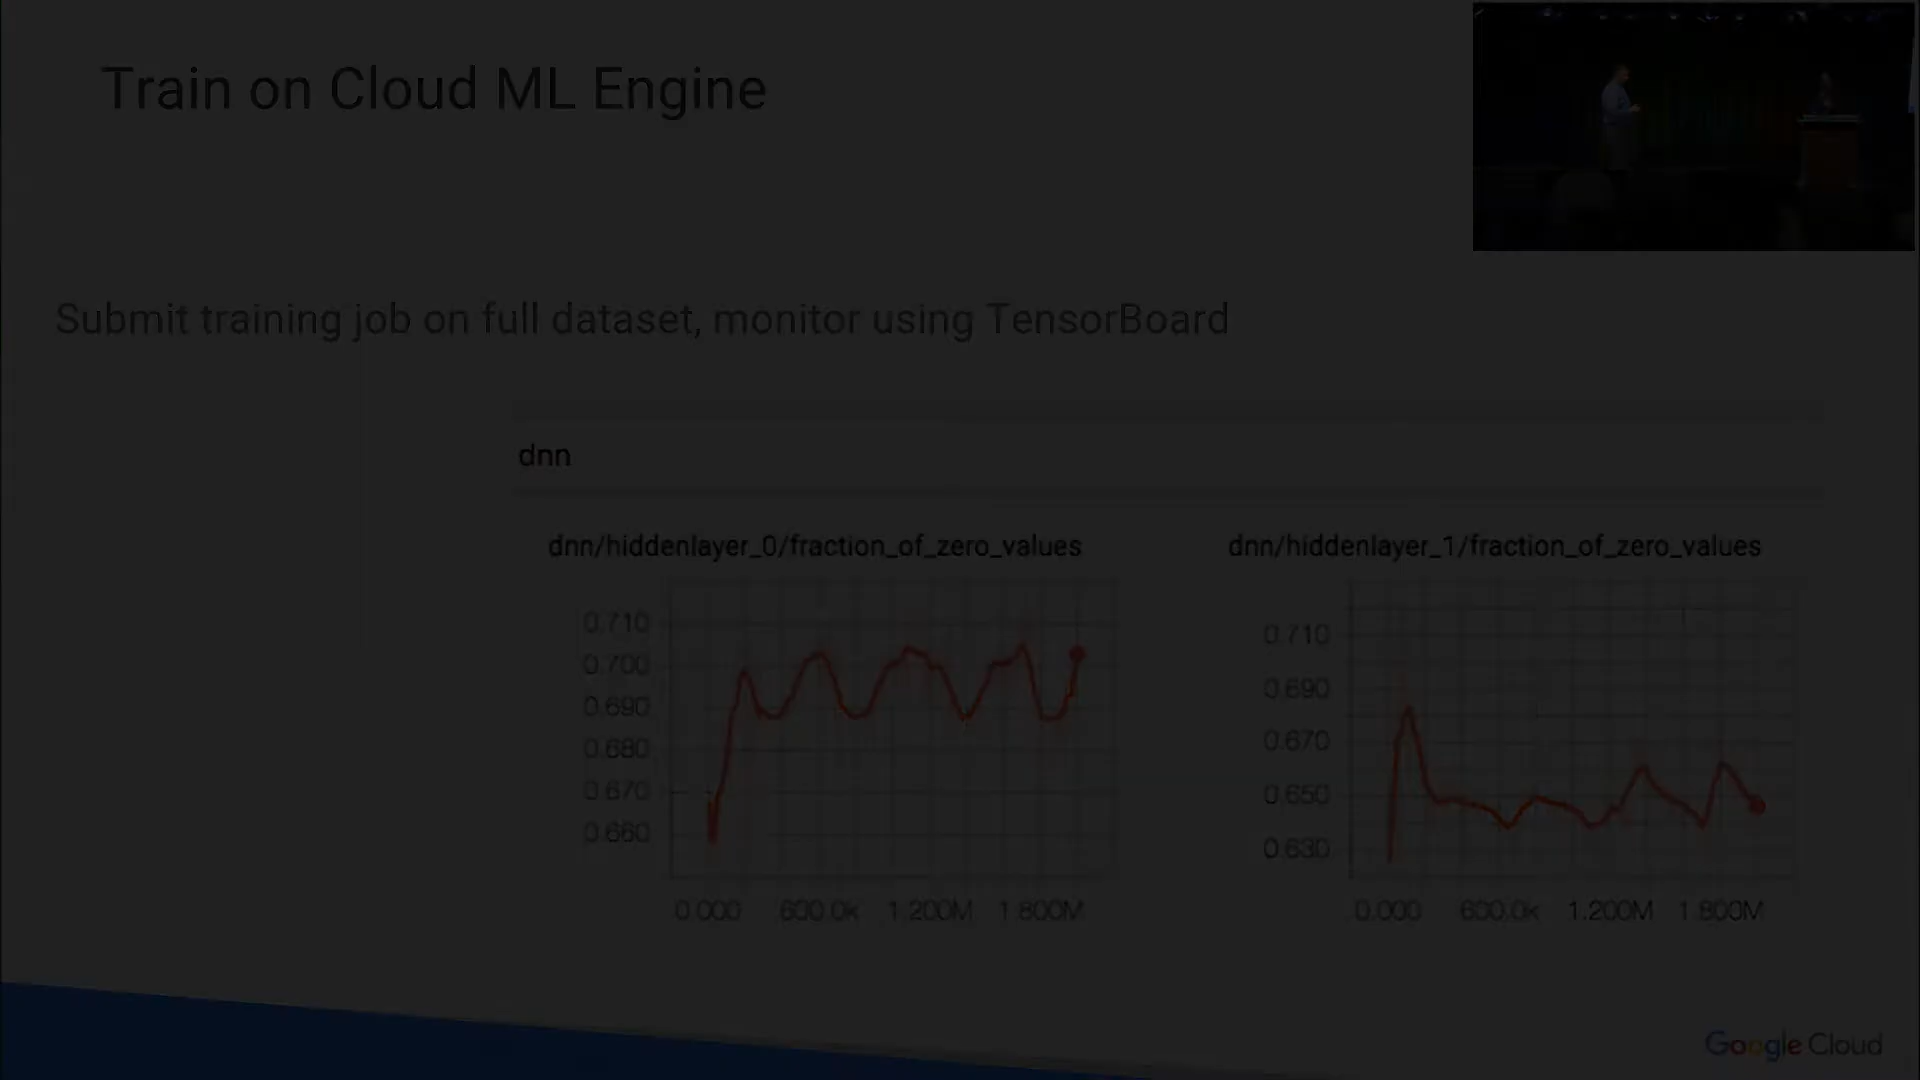 Train on Cloud ML Engine
Submit training job on full dataset, monitor using TensorBoard
dnn
dnn/hiddenlayer_0/fraction_of_zero_values
dnn/hiddenlayer_1/fraction_of_zero_values
0.710
0.700
0.690
0.680
0.670
0.660
0.000 600.0k 1.200M 1.800M
0.710
0.690
0.670
0.650
0.630
0.000 600.0k 1.200M 1.800M
Google Cloud